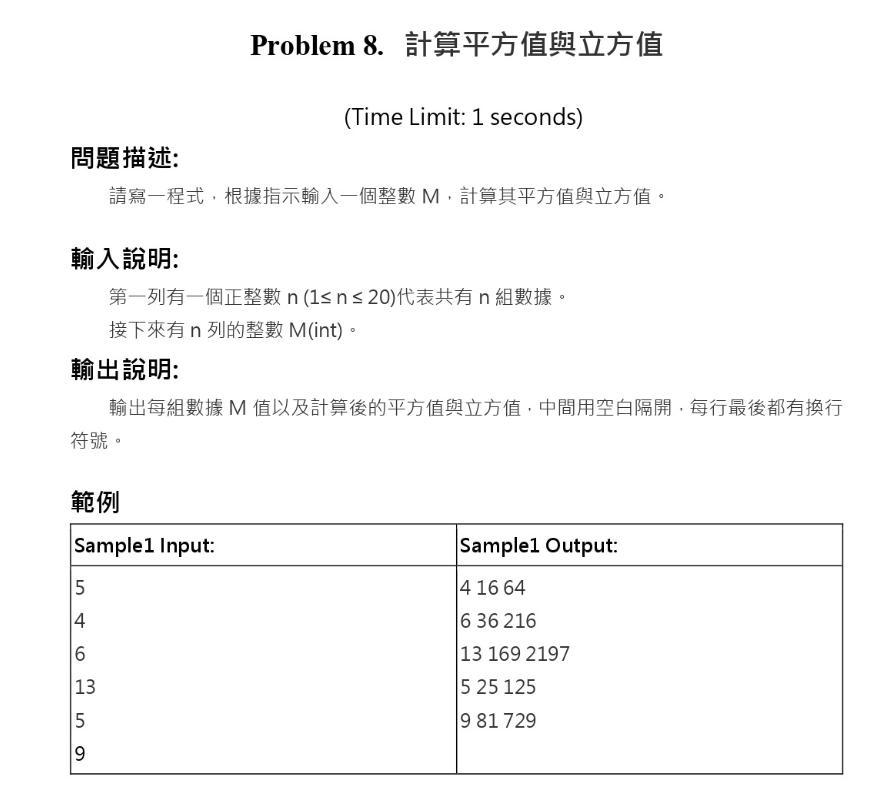 Problem 8. 計算平方值與立方值
(Time Limit: 1 seconds)
問題描述:
請寫一程式，根據指示輸入一個整數 M，計算其平方值與立方值。
輸入說明:
第一列有一個正整數 n (1≤ n ≤ 20)代表共有 n 組數據。
接下來有 n 列的整數 M(int)。
輸出說明:
輸出每組數據 M 值以及計算後的平方值與立方值，中間用空白隔開，每行最後都有換行
符號。
範例
Sample1 Input:
5
4
6
13
5
9
Sample1 Output:
4 16 64
6 36 216
13 169 2197
5 25 125
9 81 729